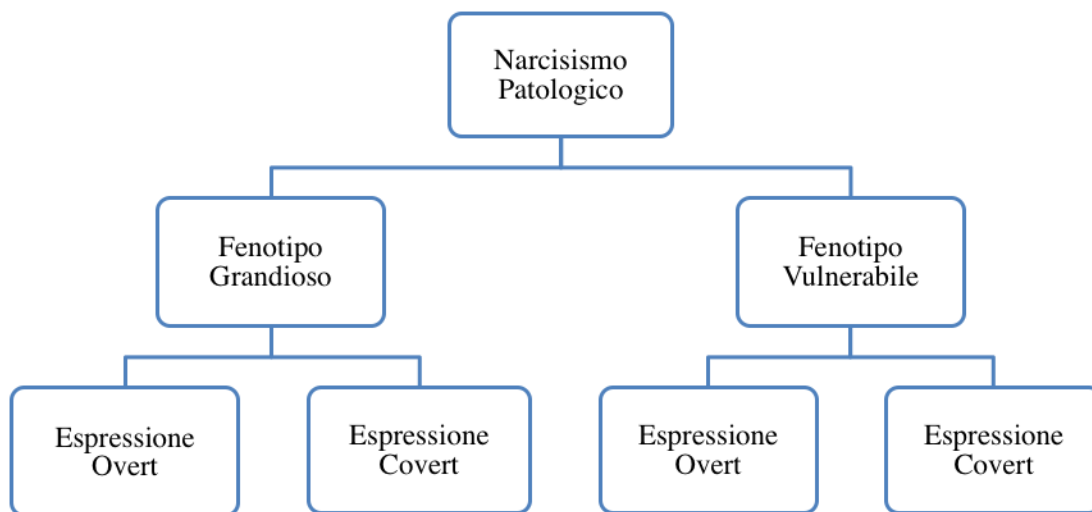 Narcisismo
Patologico
Fenotipo
Grandioso
Fenotipo
Vulnerabile
Espressione
Overt
Espressione
Covert
Espressione
Overt
Espressione
Covert